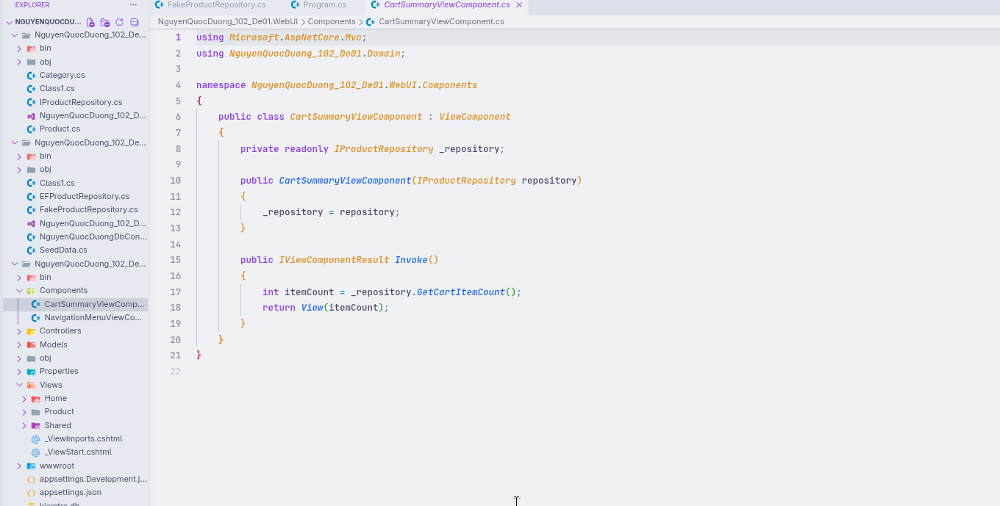 EXPLORER ...
NGUYENQUOCDU...
NguyenQuocDuong_102_De...
bin
obj
Category.cs
Class1.cs
IProductRepository.cs
NguyenQuocDuong_102_D...
Product.cs
NguyenQuocDuong_102_De...
bin
obj
Class1.cs
EFProductRepository.cs
FakeProductRepository.cs
NguyenQuocDuong_102_D...
NguyenQuocDuongDbCon...
SeedData.cs
NguyenQuocDuong_102_De...
bin
Components
CartSummaryViewComp...
NavigationMenuViewCo...
Controllers
Models
obj
Properties
Views
Home
Product
Shared
_ViewImports.cshtml
_ViewStart.cshtml
wwwroot
appsettings.Development.j...
appsettings.json
kiemtra.db
FakeProductRepository.cs Program.cs CartSummaryViewComponent.cs
NguyenQuocDuong_102_De01.WebUI > Components > CartSummaryViewComponent.cs
1 using Microsoft.AspNetCore.Mvc;
2 using NguyenQuocDuong_102_De01.Domain;
3
4 namespace NguyenQuocDuong_102_De01.WebUI.Components
5 {
6 public class CartSummaryViewComponent : ViewComponent
7 {
8 private readonly IProductRepository _repository;
9
10 public CartSummaryViewComponent(IProductRepository repository)
11 {
12 _repository = repository;
13 }
14
15 public IViewComponentResult Invoke()
16 {
17 int itemCount = _repository.GetCartItemCount();
18 return View(itemCount);
19 }
20 }
21 }
22